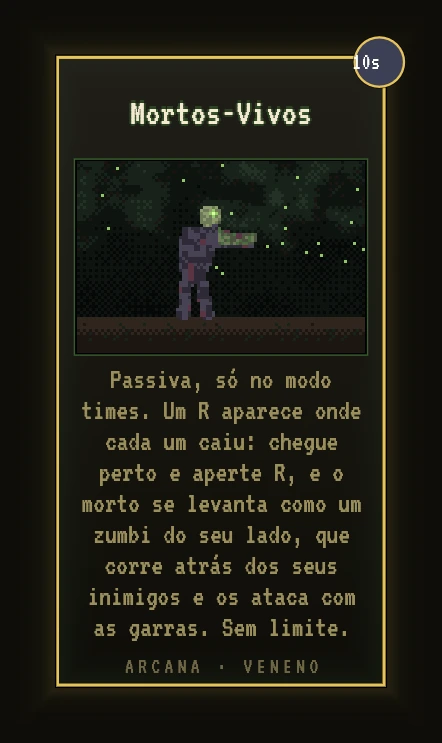 10s
Mortos-Vivos
Passiva, só no modo
times. Um R aparece onde
cada um caiu: chegue
perto e aperte R, e o
morto se levanta como um
zumbi do seu lado, que
corre atrás dos seus
inimigos e os ataca com
as garras. Sem limite.
ARCANA · VENENO